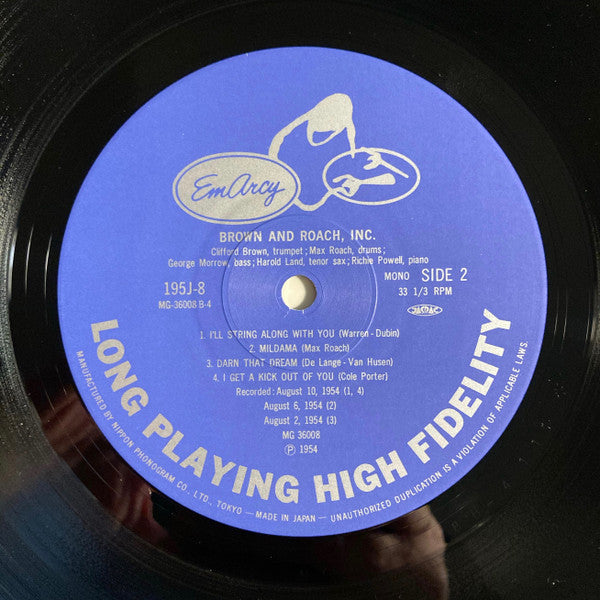 EmArcy
BROWN AND ROACH, INC.
Clifford Brown, trumpet; Max Roach, drums;
George Morrow, bass; Harold Land, tenor sax; Richie Powell, piano
195J-8
MG-36008 B-4
MONO SIDE 2
33 1/3 RPM
JASRAC
1. I'LL STRING ALONG WITH YOU (Warren-Dubin)
2. MILDAMA (Max Roach)
3. DARN THAT DREAM (De Lange-Van Husen)
4. I GET A KICK OUT OF YOU (Cole Porter)
Recorded: August 10, 1954 (1, 4)
August 6, 1954 (2)
August 2, 1954 (3)
MG 36008
Ⓟ 1954
LONG PLAYING HIGH FIDELITY
MANUFACTURED BY NIPPON PHONOGRAM CO., LTD., TOKYO — MADE IN JAPAN — UNAUTHORIZED DUPLICATION IS A VIOLATION OF APPLICABLE LAWS.